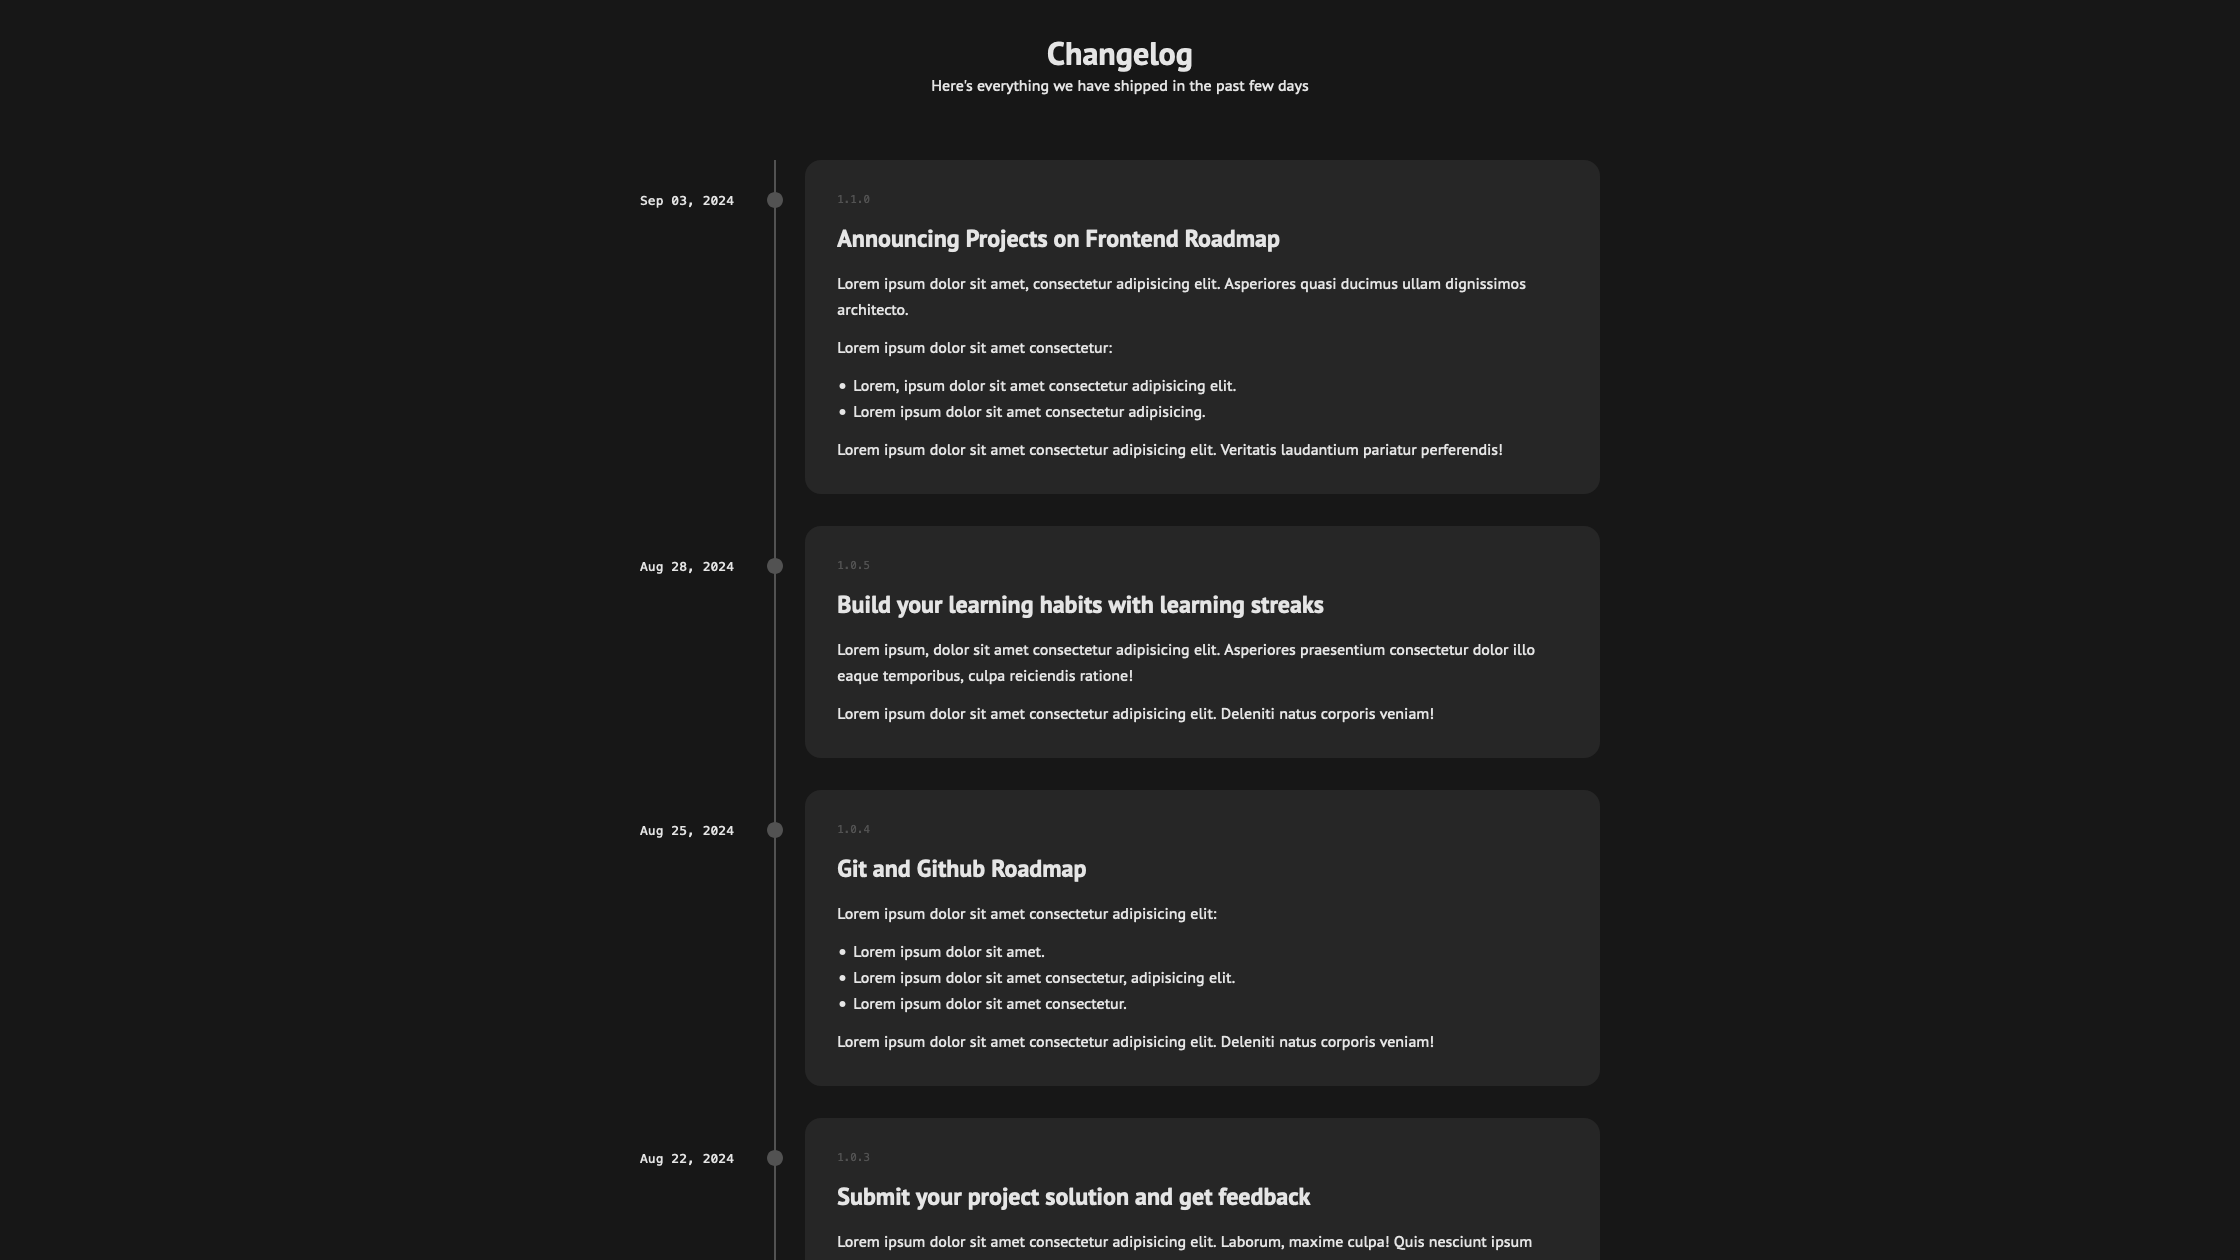 Changelog
Here's everything we have shipped in the past few days
Sep 03, 2024
1.1.0
Announcing Projects on Frontend Roadmap
Lorem ipsum dolor sit amet, consectetur adipisicing elit. Asperiores quasi ducimus ullam dignissimos
architecto.
Lorem ipsum dolor sit amet consectetur:
• Lorem, ipsum dolor sit amet consectetur adipisicing elit.
• Lorem ipsum dolor sit amet consectetur adipisicing.
Lorem ipsum dolor sit amet consectetur adipisicing elit. Veritatis laudantium pariatur perferendis!
Aug 28, 2024
1.0.5
Build your learning habits with learning streaks
Lorem ipsum, dolor sit amet consectetur adipisicing elit. Asperiores praesentium consectetur dolor illo
eaque temporibus, culpa reiciendis ratione!
Lorem ipsum dolor sit amet consectetur adipisicing elit. Deleniti natus corporis veniam!
Aug 25, 2024
1.0.4
Git and Github Roadmap
Lorem ipsum dolor sit amet consectetur adipisicing elit:
• Lorem ipsum dolor sit amet.
• Lorem ipsum dolor sit amet consectetur, adipisicing elit.
• Lorem ipsum dolor sit amet consectetur.
Lorem ipsum dolor sit amet consectetur adipisicing elit. Deleniti natus corporis veniam!
Aug 22, 2024
1.0.3
Submit your project solution and get feedback
Lorem ipsum dolor sit amet consectetur adipisicing elit. Laborum, maxime culpa! Quis nesciunt ipsum